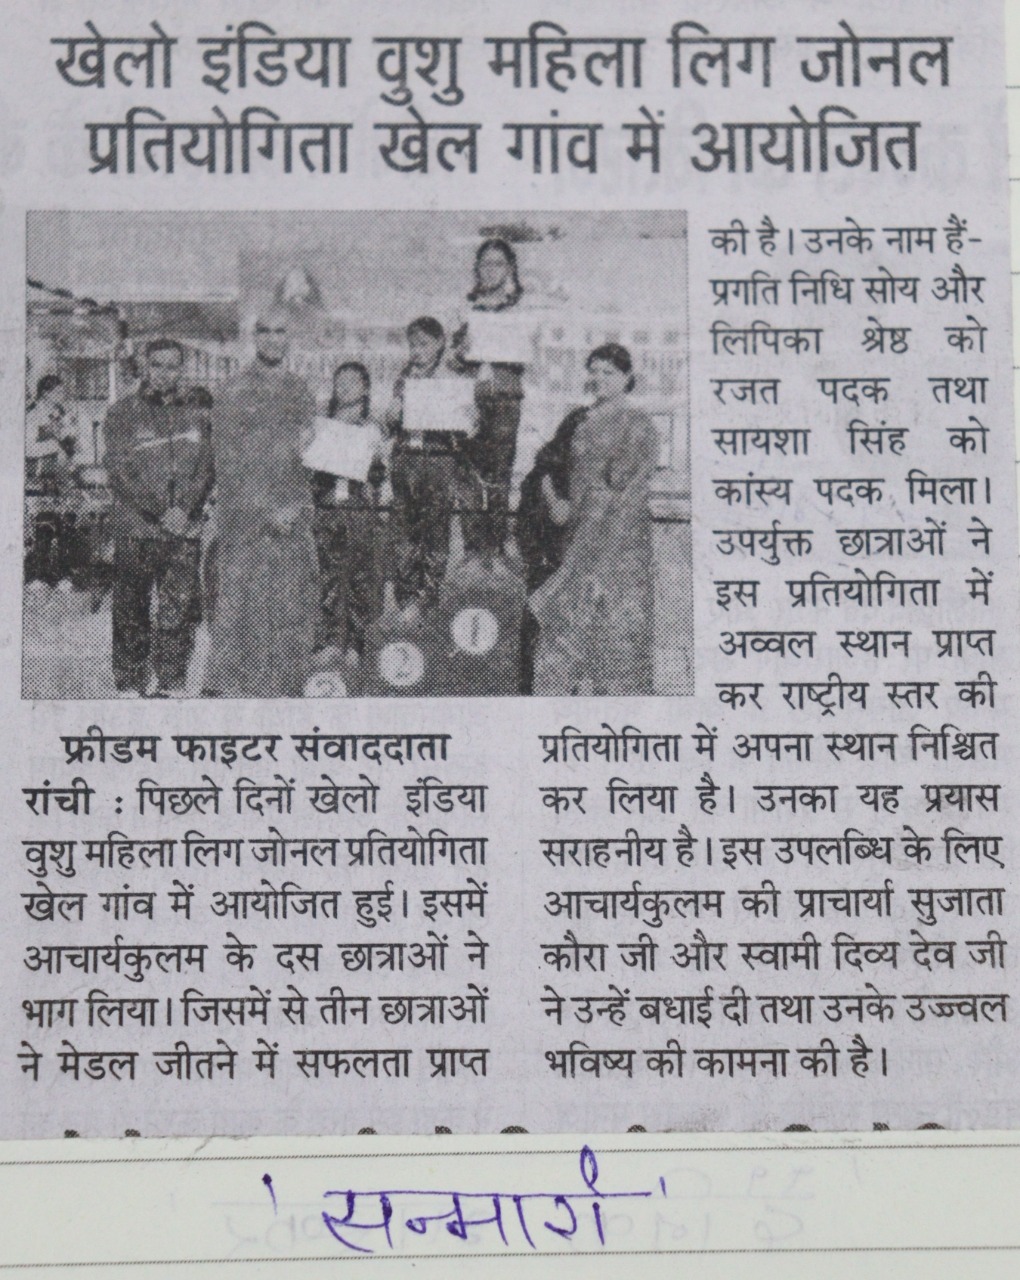 खेलो इंडिया वुशु महिला लिग जोनल
प्रतियोगिता खेल गांव में आयोजित
1
2
फ्रीडम फाइटर संवाददाता
रांची : पिछले दिनों खेलो इंडिया
वुशु महिला लिग जोनल प्रतियोगिता
खेल गांव में आयोजित हुई। इसमें
आचार्यकुलम के दस छात्राओं ने
भाग लिया। जिसमें से तीन छात्राओं
ने मेडल जीतने में सफलता प्राप्त
की है। उनके नाम हैं-
प्रगति निधि सोय और
लिपिका श्रेष्ठ को
रजत पदक तथा
सायशा सिंह को
कांस्य पदक मिला।
उपर्युक्त छात्राओं ने
इस प्रतियोगिता में
अव्वल स्थान प्राप्त
कर राष्ट्रीय स्तर की
प्रतियोगिता में अपना स्थान निश्चित
कर लिया है। उनका यह प्रयास
सराहनीय है। इस उपलब्धि के लिए
आचार्यकुलम की प्राचार्या सुजाता
कौरा जी और स्वामी दिव्य देव जी
ने उन्हें बधाई दी तथा उनके उज्ज्वल
भविष्य की कामना की है।
'सन्मार्ग'